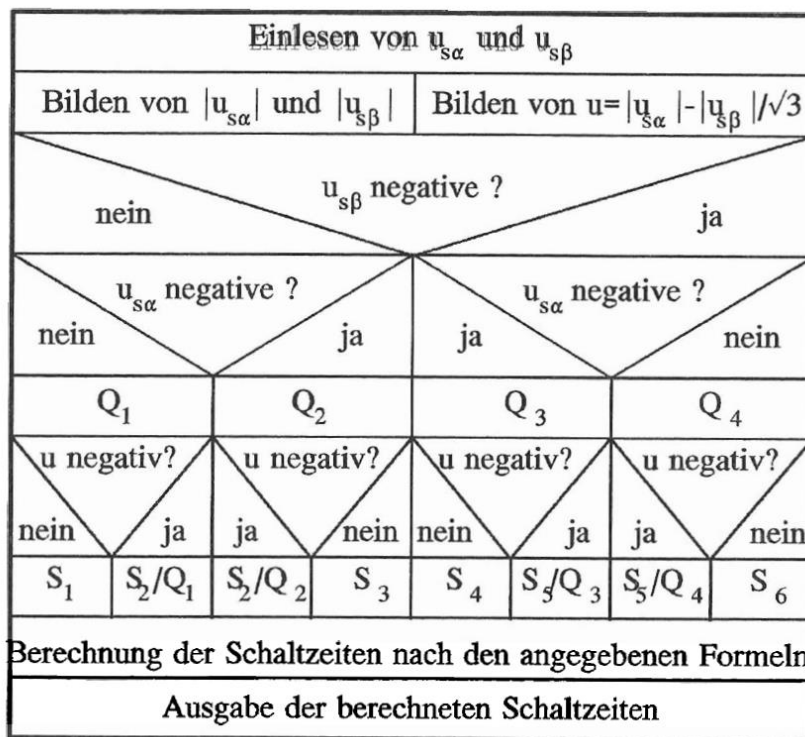 Einlesen von u_sα und u_sβ
Bilden von |u_sα| und |u_sβ| Bilden von u=|u_sα|-|u_sβ|/√3
u_sβ negative ?
nein ja
u_sα negative ? u_sα negative ?
nein ja ja nein
Q_1 Q_2 Q_3 Q_4
u negativ? u negativ? u negativ? u negativ?
nein ja ja nein nein ja ja nein
S_1 S_2/Q_1 S_2/Q_2 S_3 S_4 S_5/Q_3 S_5/Q_4 S_6
Berechnung der Schaltzeiten nach den angegebenen Formeln
Ausgabe der berechneten Schaltzeiten